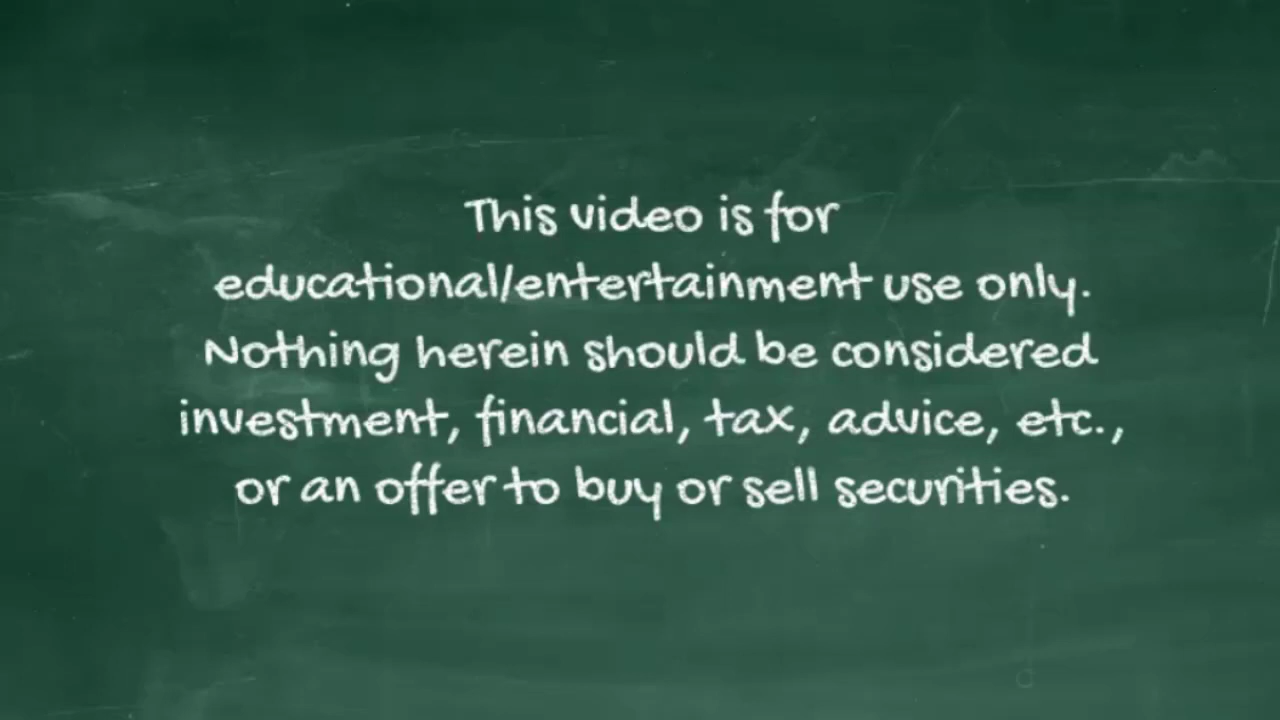 This video is for
educational/entertainment use only.
Nothing herein should be considered
investment, financial, tax, advice, etc.,
or an offer to buy or sell securities.